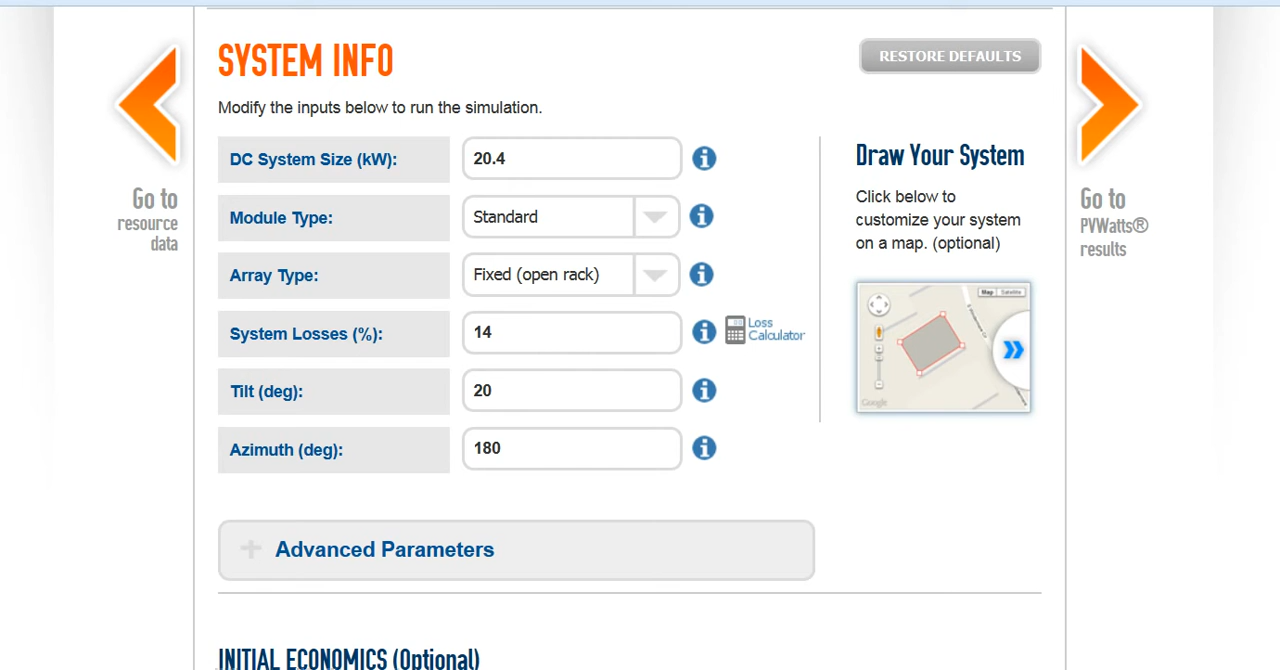 SYSTEM INFO
RESTORE DEFAULTS
Modify the inputs below to run the simulation.
DC System Size (kW):
20.4
Module Type:
Standard
Array Type:
Fixed (open rack)
System Losses (%):
14
Loss
Calculator
Tilt (deg):
20
Azimuth (deg):
180
Draw Your System
Click below to
customize your system
on a map. (optional)
Map Satellite
Google
Go to
resource
data
Go to
PVWatts®
results
Advanced Parameters
INITIAL ECONOMICS (Optional)